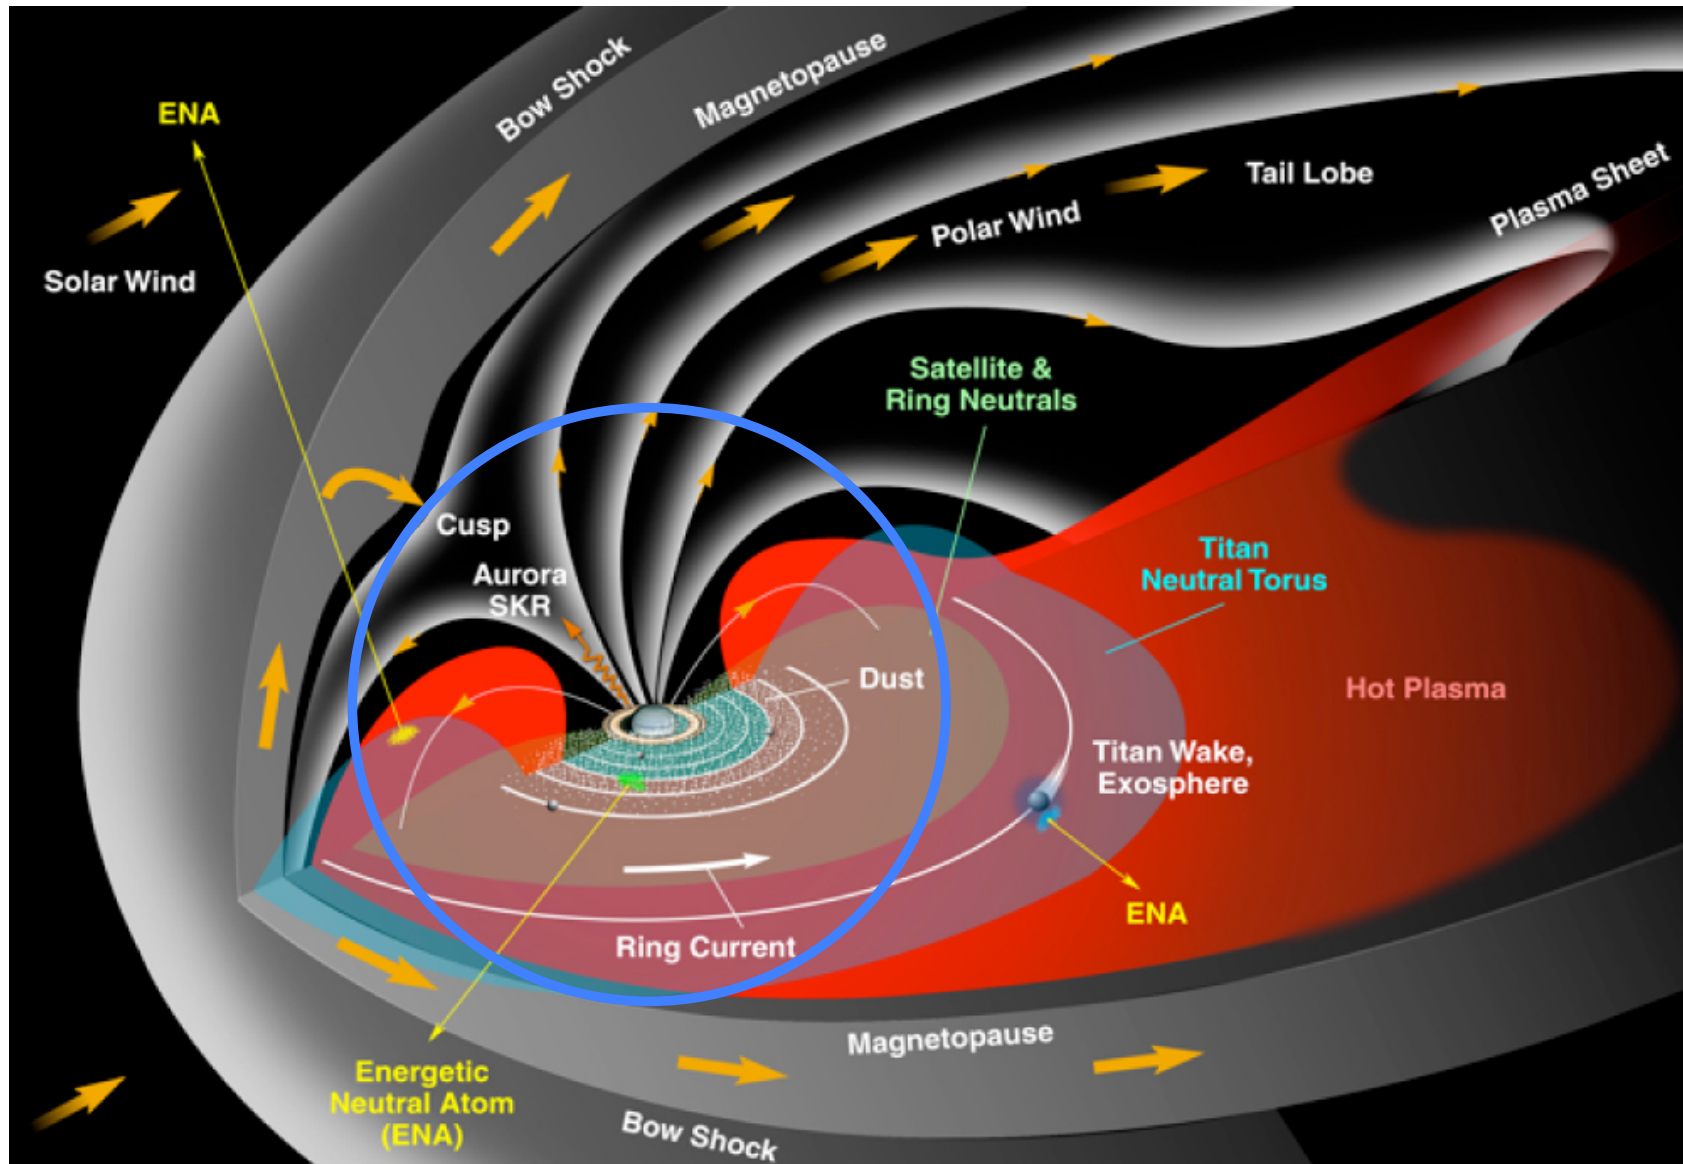 Bow Shock
Magnetopause
ENA
Tail Lobe
Plasma Sheet
Polar Wind
Solar Wind
Satellite &
Ring Neutrals
Cusp
Aurora
SKR
Titan
Neutral Torus
Dust
Hot Plasma
Titan Wake,
Exosphere
ENA
Ring Current
Magnetopause
Energetic
Neutral Atom
(ENA)
Bow Shock